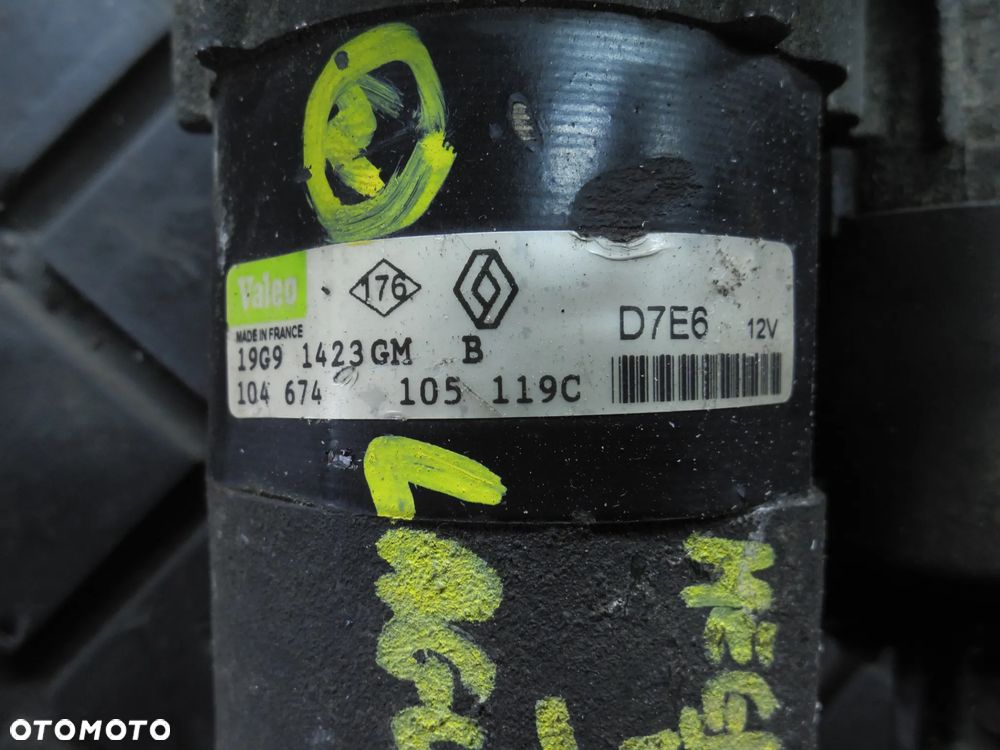 Valeo
176
MADE IN FRANCE
D7E6 12V
19G9 1423GM B
104 674 105 119C
OTOMOTO